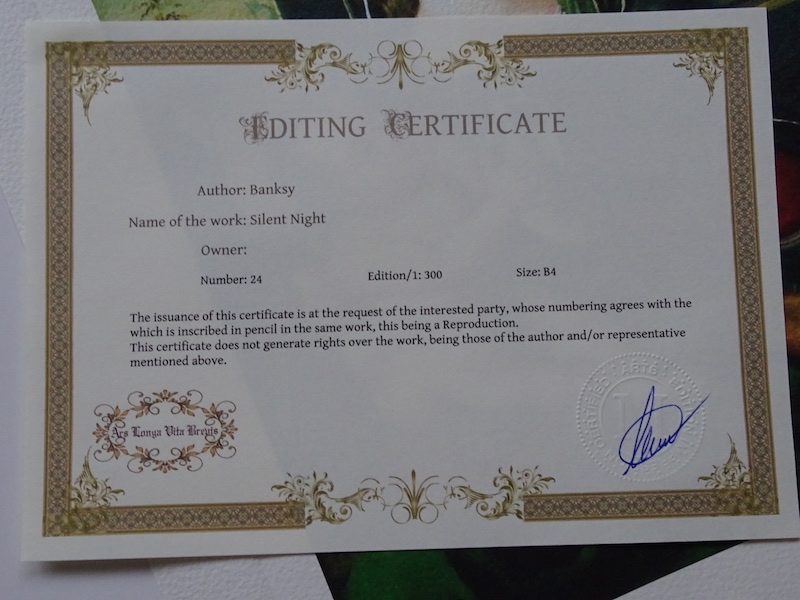 EDITING CERTIFICATE
Author: Banksy
Name of the work: Silent Night
Owner:
Number: 24 Edition/1: 300 Size: B4
The issuance of this certificate is at the request of the interested party, whose numbering agrees with the
which is inscribed in pencil in the same work, this being a Reproduction.
This certificate does not generate rights over the work, being those of the author and/or representative
mentioned above.
Ars Longa Vita Brevis
CERTIFIED ARTS